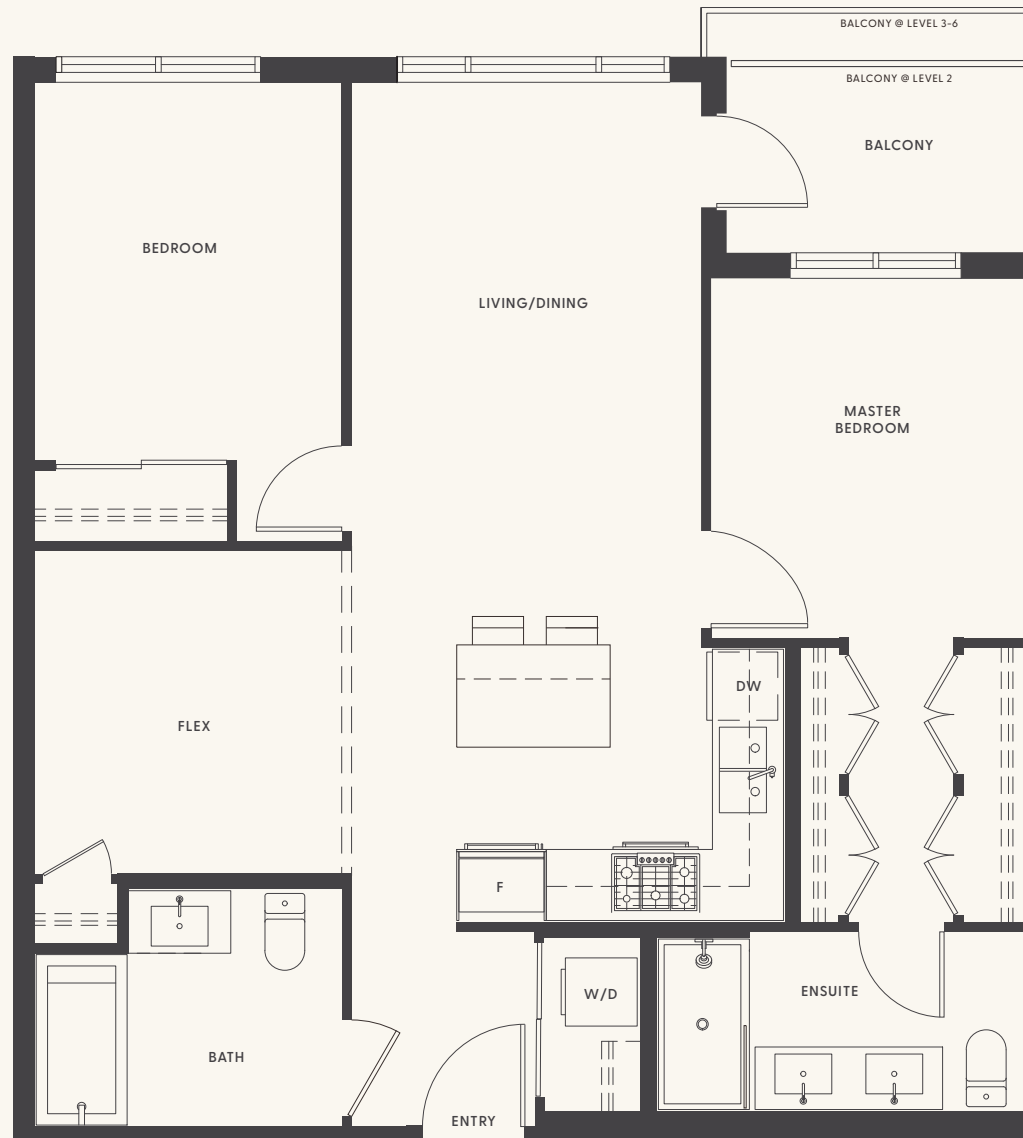 BALCONY @ LEVEL 3-6
BALCONY @ LEVEL 2
BALCONY
BEDROOM
LIVING/DINING
MASTER
BEDROOM
DW
FLEX
F
W/D
ENSUITE
BATH
ENTRY